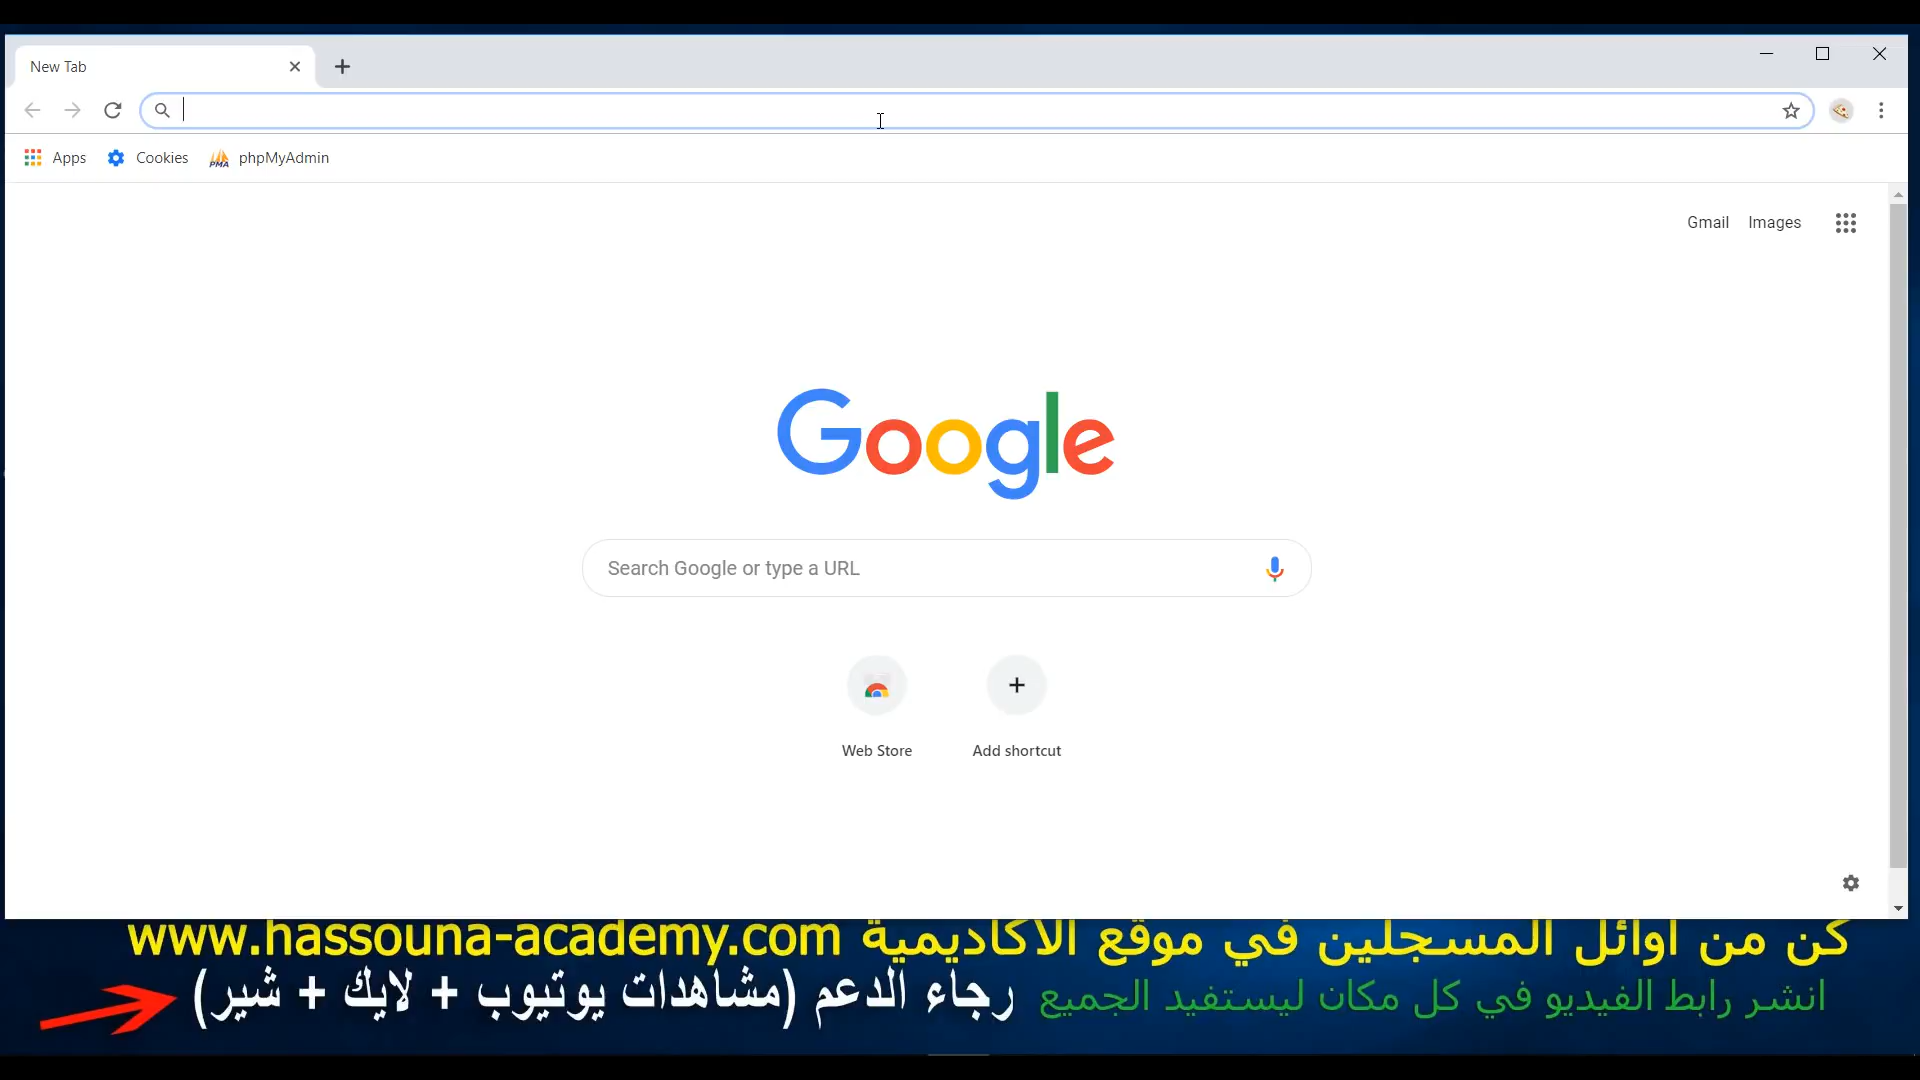 New Tab
Apps Cookies PMA phpMyAdmin
Gmail Images
Google
Search Google or type a URL
Web Store Add shortcut
كن من اوائل المسجلين في موقع الاكاديمية www.hassouna-academy.com
انشر رابط الفيديو في كل مكان ليستفيد الجميع رجاء الدعم (مشاهدات يوتيوب + لايك + شير)